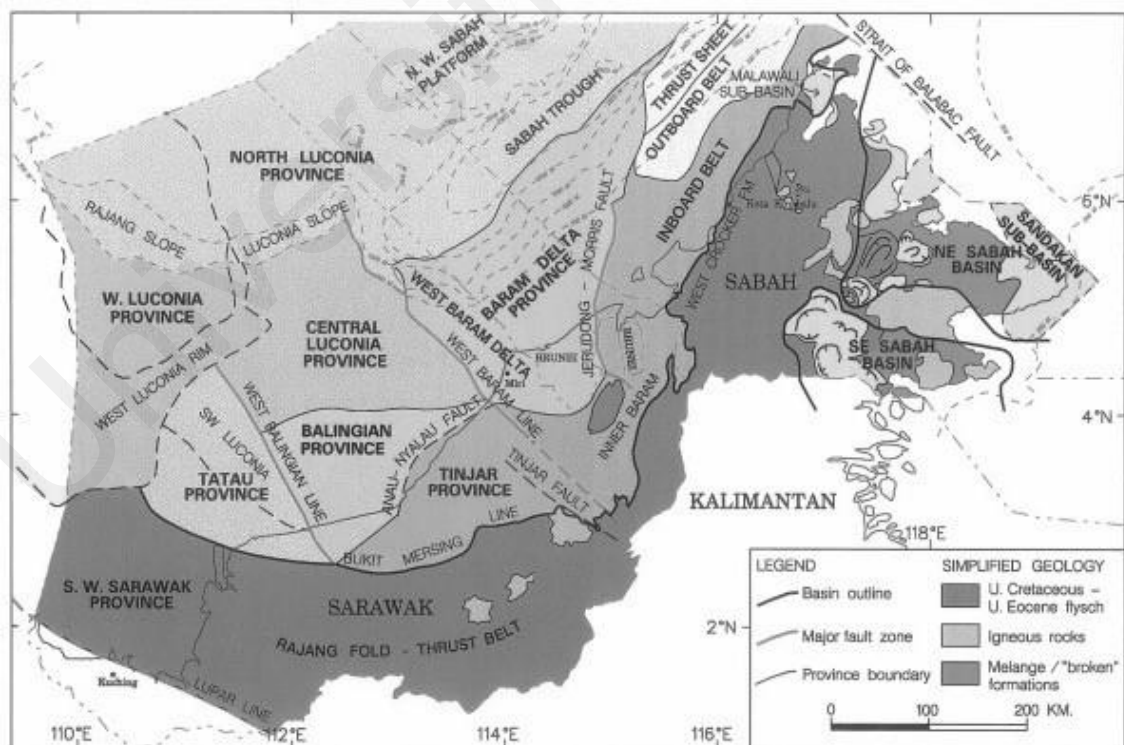 N. W. SABAH
PLATFORM
SABAH TROUGH
THRUST SHEET
OUTBOARD BELT
MALAWALI
SUB-BASIN
STRAIT OF BALABAC FAULT
NORTH LUCONIA
PROVINCE
RAJANG SLOPE
LUCONIA SLOPE
INBOARD BELT
WEST CROCKER FM
JERUDONG - MORRIS FAULT
5°N
SANDAKAN
SUB-BASIN
NE SABAH
BASIN
SABAH
BARAM DELTA
PROVINCE
WEST BARAM DELTA
W. LUCONIA
PROVINCE
CENTRAL
LUCONIA
PROVINCE
WEST BARAM LINE
BRUNEI
BRUNEI
Miri
SE SABAH
BASIN
WEST LUCONIA RIM
SW LUCONIA
WEST BALINGIAN LINE
BALINGIAN
PROVINCE
ANAU - NYALAU FAULT
TATAU
PROVINCE
TINJAR
PROVINCE
TINJAR FAULT
INNER BARAM
4°N
KALIMANTAN
118°E
BUKIT MERSING LINE
S. W. SARAWAK
PROVINCE
SARAWAK
RAJANG FOLD - THRUST BELT
2°N
Kuching
LUPAR LINE
110°E 112°E 114°E 116°E
LEGEND
Basin outline
Major fault zone
Province boundary
SIMPLIFIED GEOLOGY
U. Cretaceous -
U. Eocene flysch
Igneous rocks
Melange / "broken"
formations
0 100 200 KM.